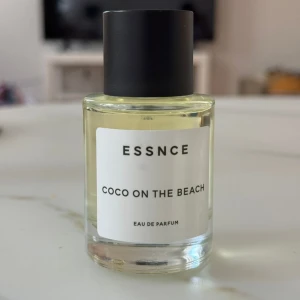 ESSNCE
COCO ON THE BEACH
EAU DE PARFUM